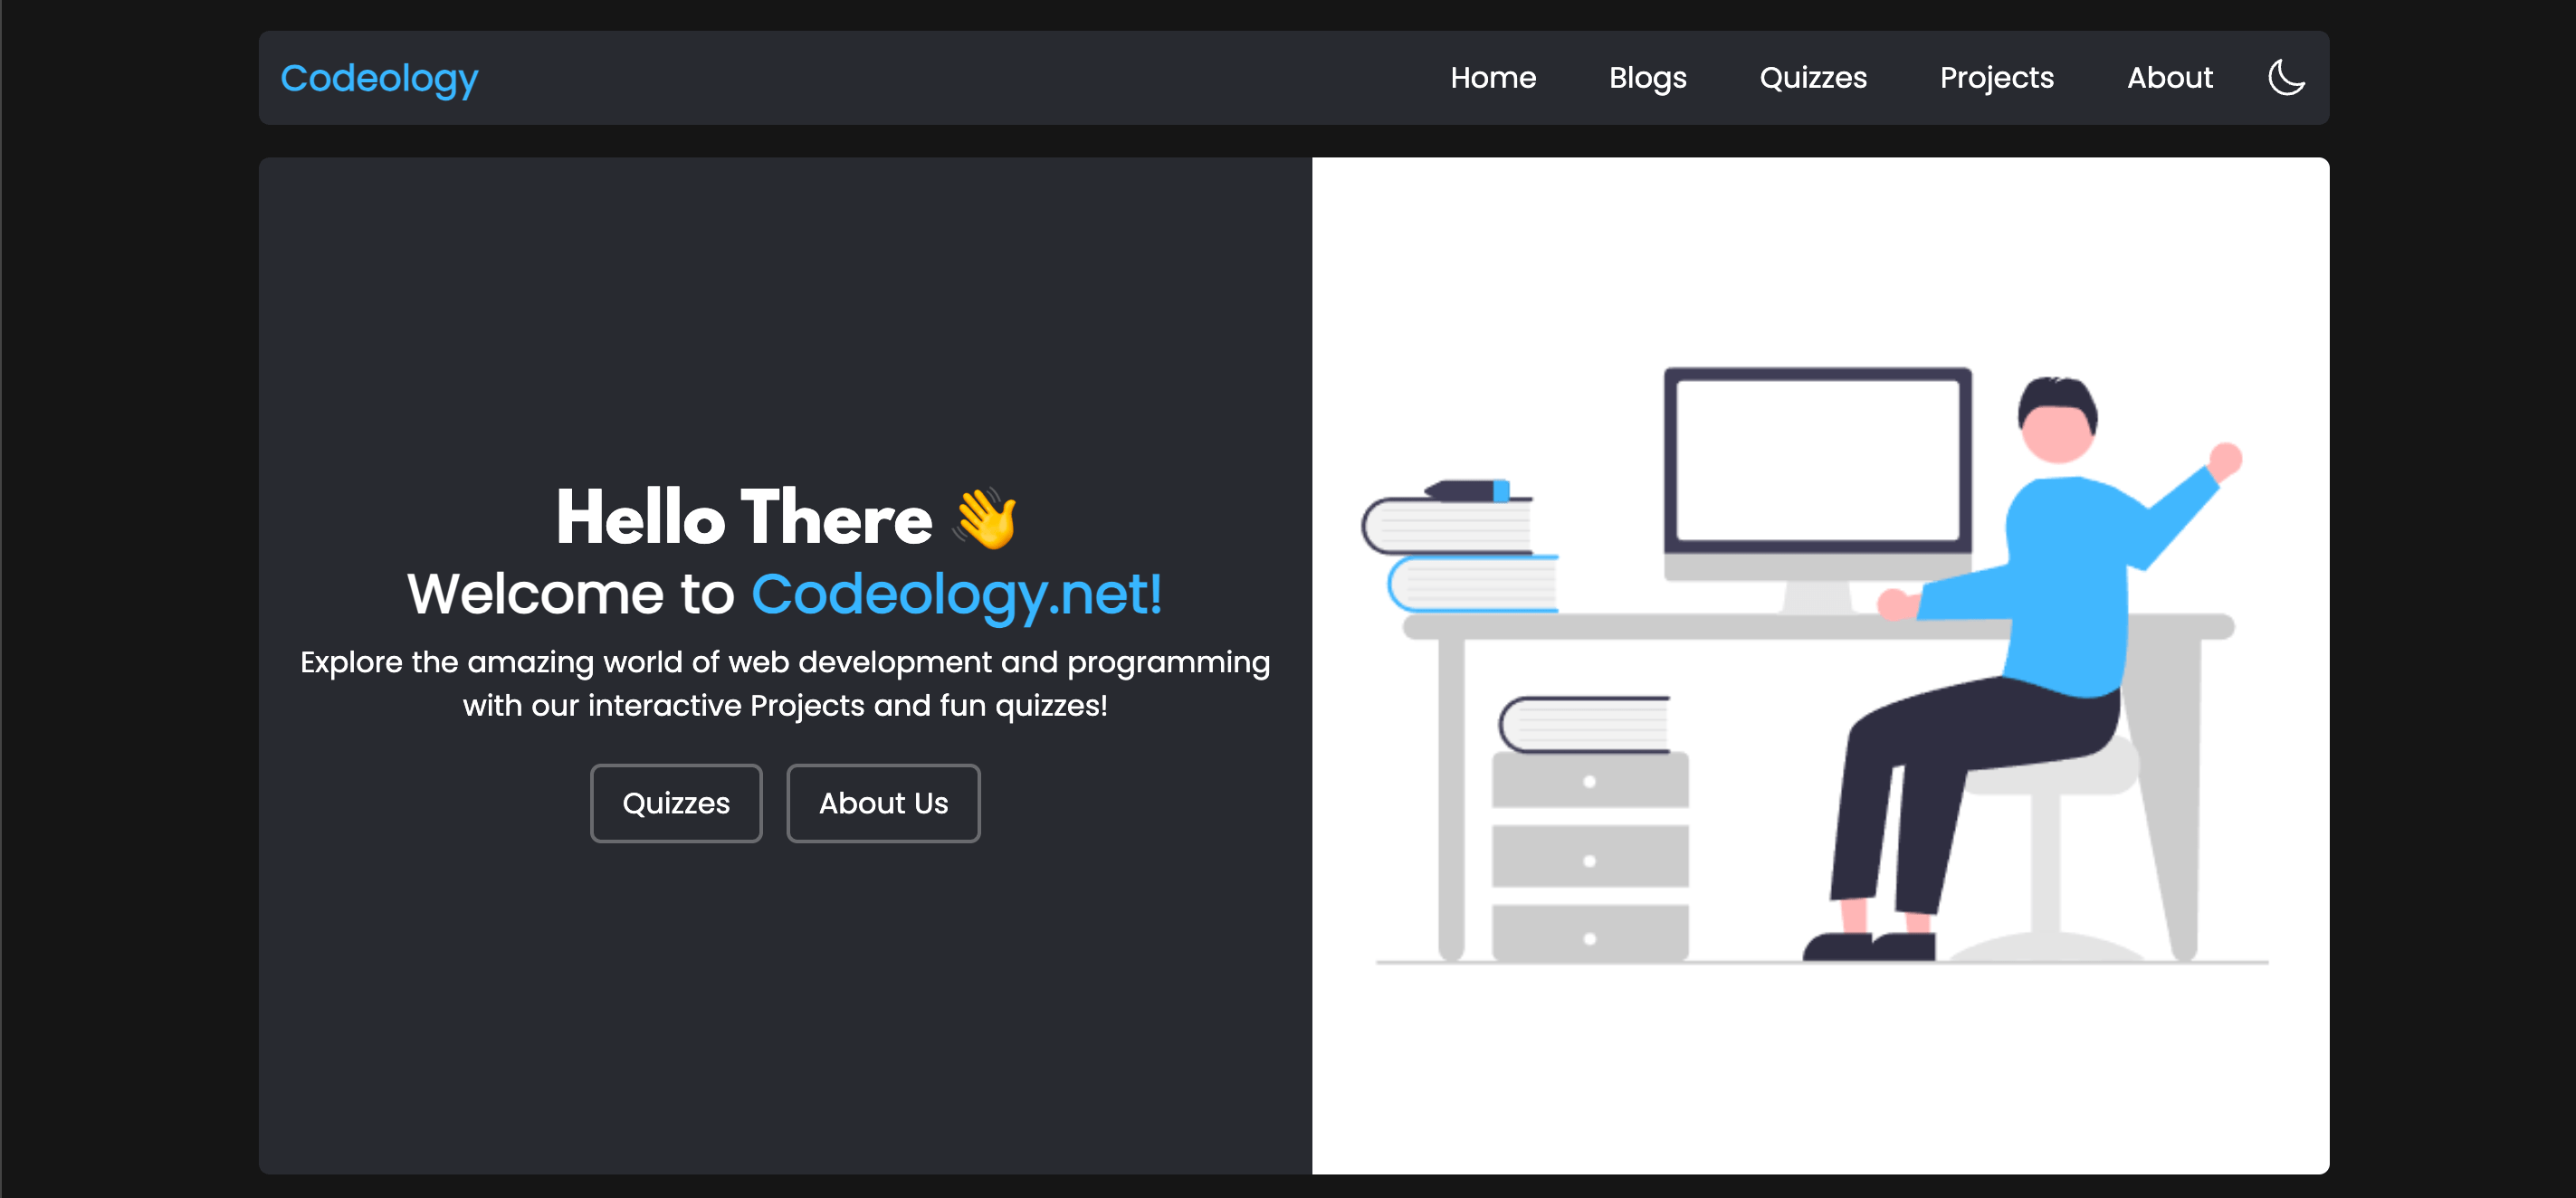 Codeology
Home Blogs Quizzes Projects About
Hello There 👋
Welcome to Codeology.net!
Explore the amazing world of web development and programming
with our interactive Projects and fun quizzes!
Quizzes About Us